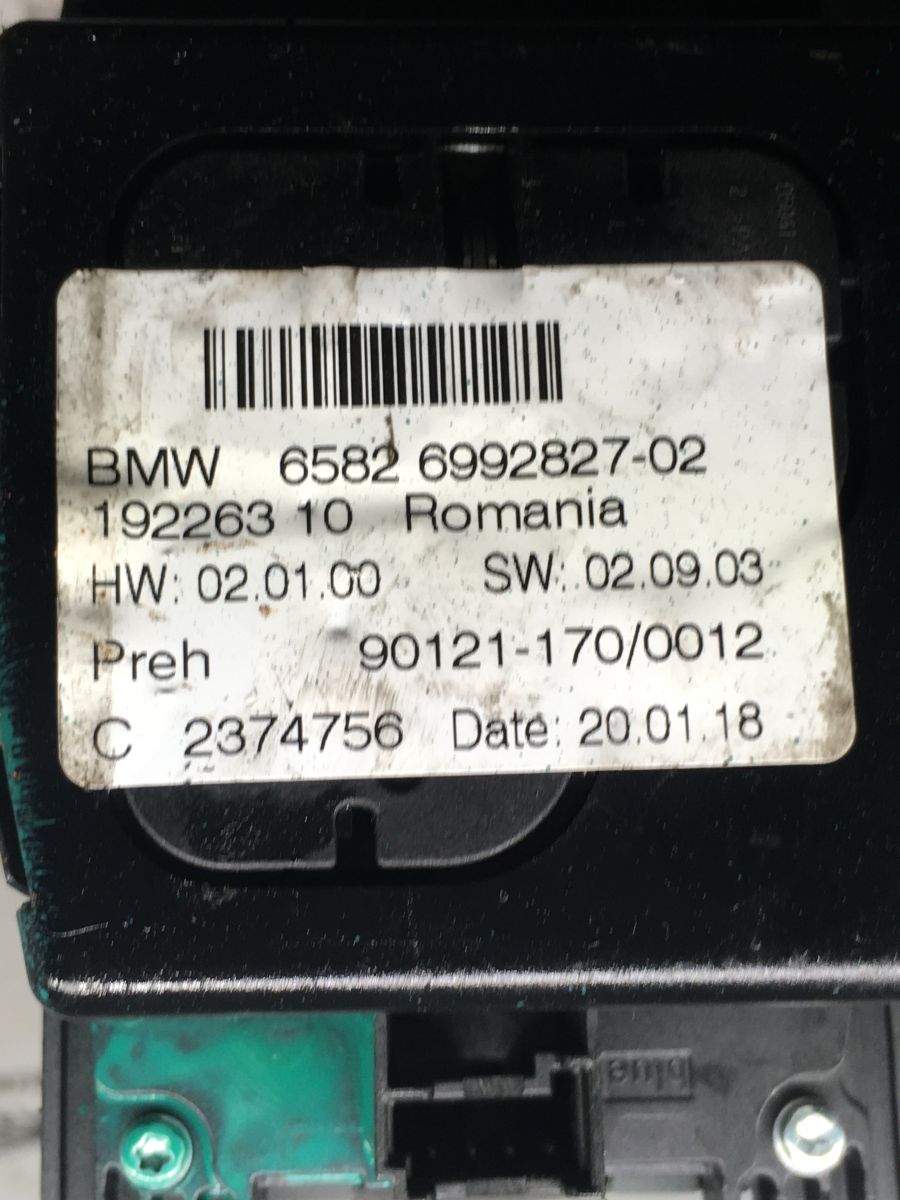 BMW 6582 6992827-02
192263 10 Romania
HW: 02.01.00 SW: 02.09.03
Preh 90121-170/0012
C 2374756 Date: 20.01.18
blue